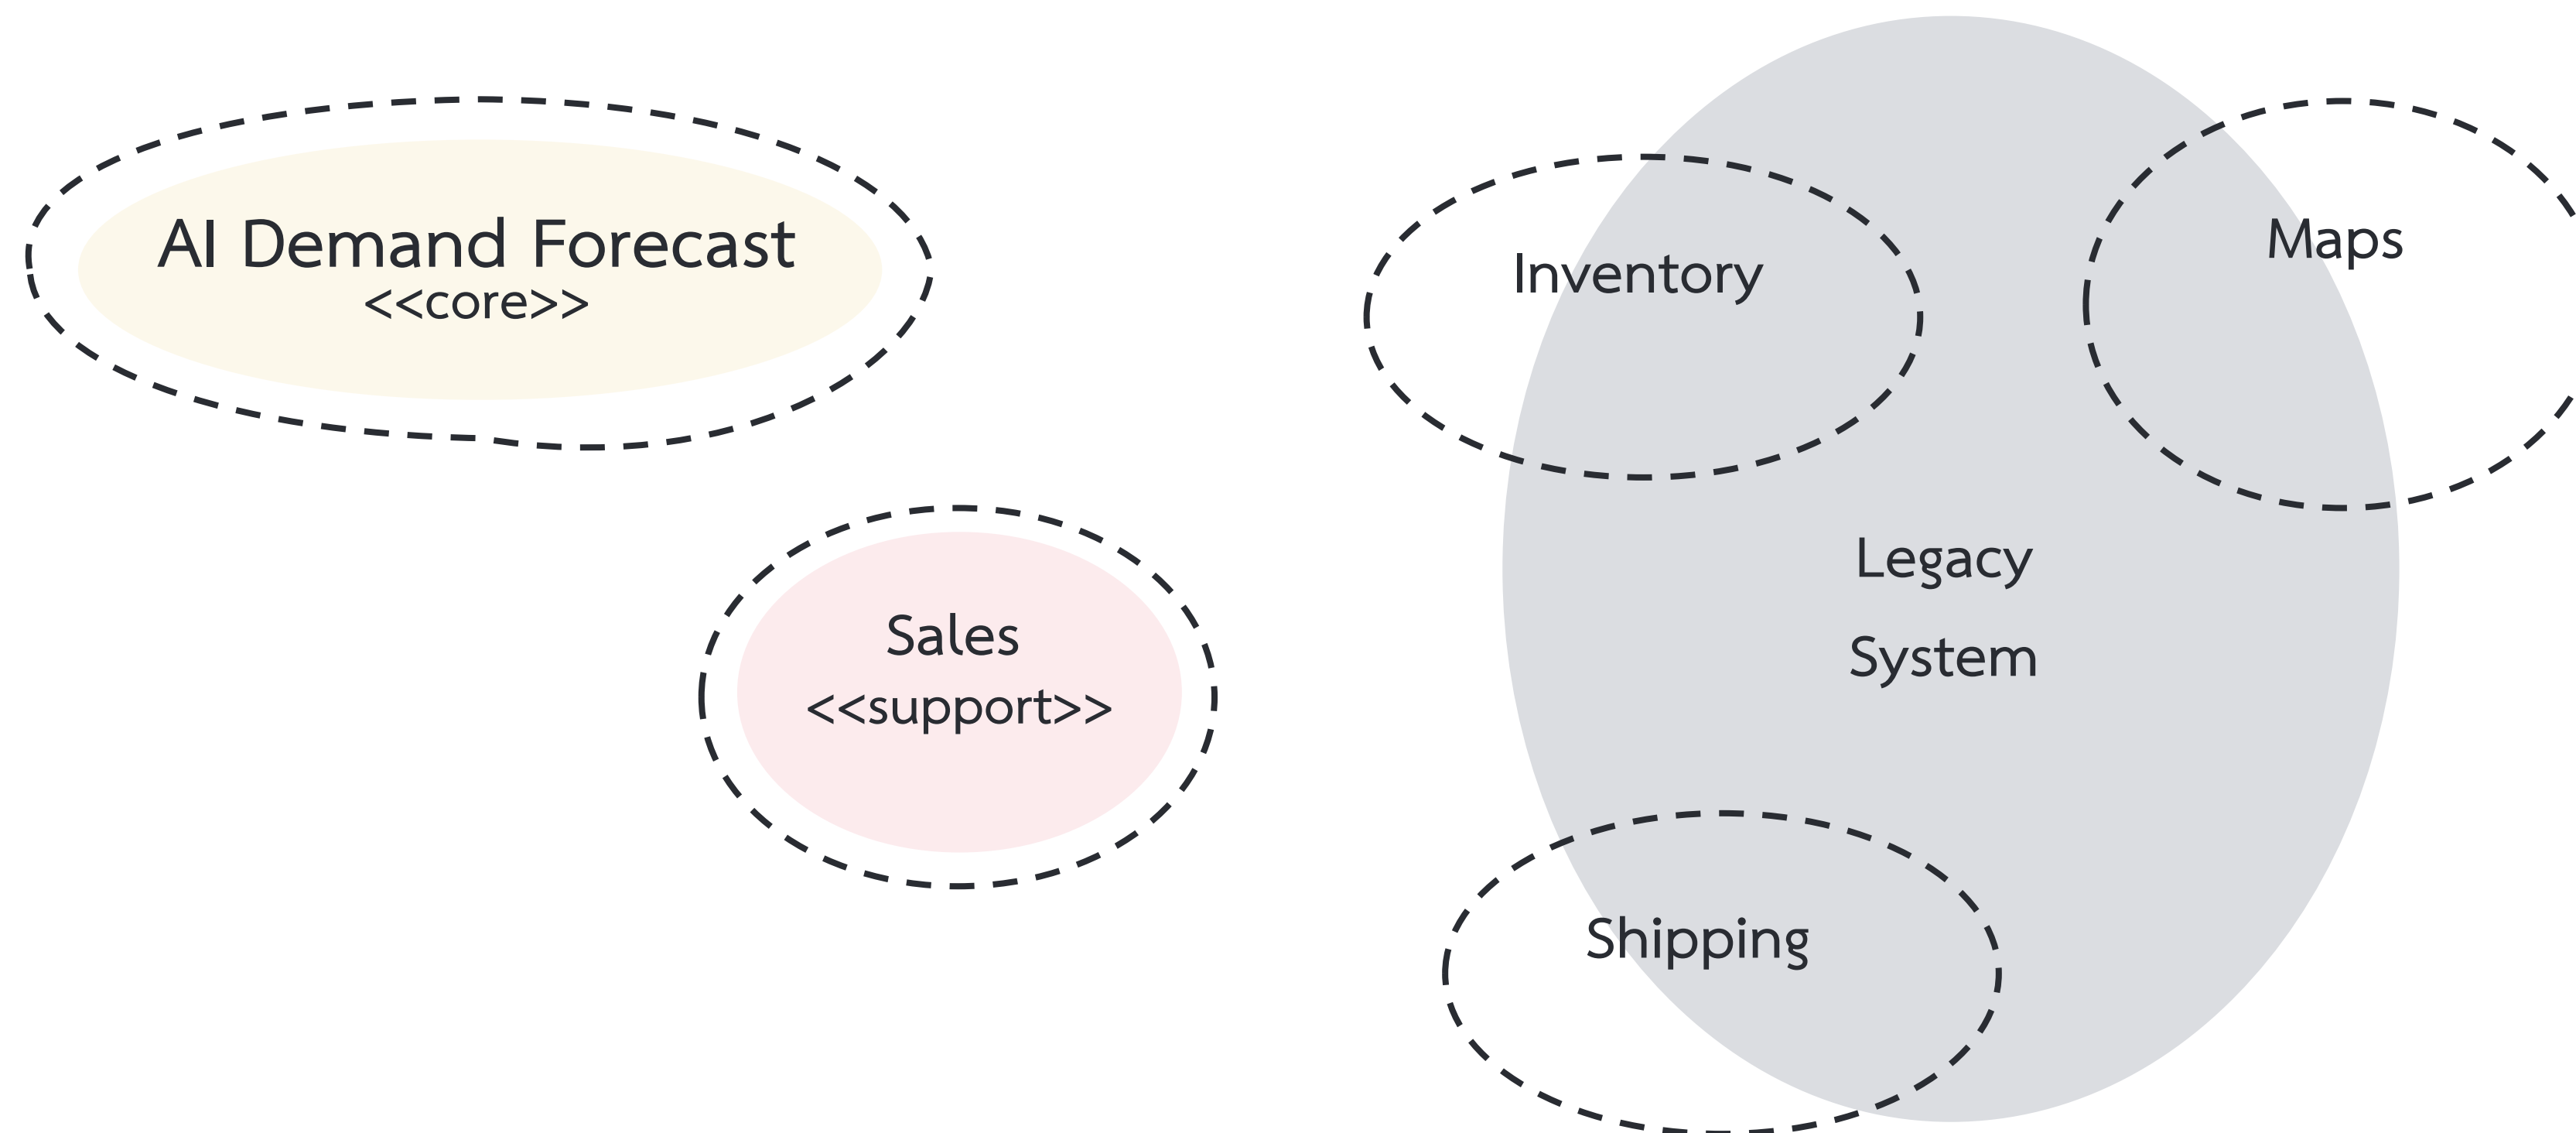 AI Demand Forecast
<<core>>
Inventory
Maps
Legacy
System
Sales
<<support>>
Shipping